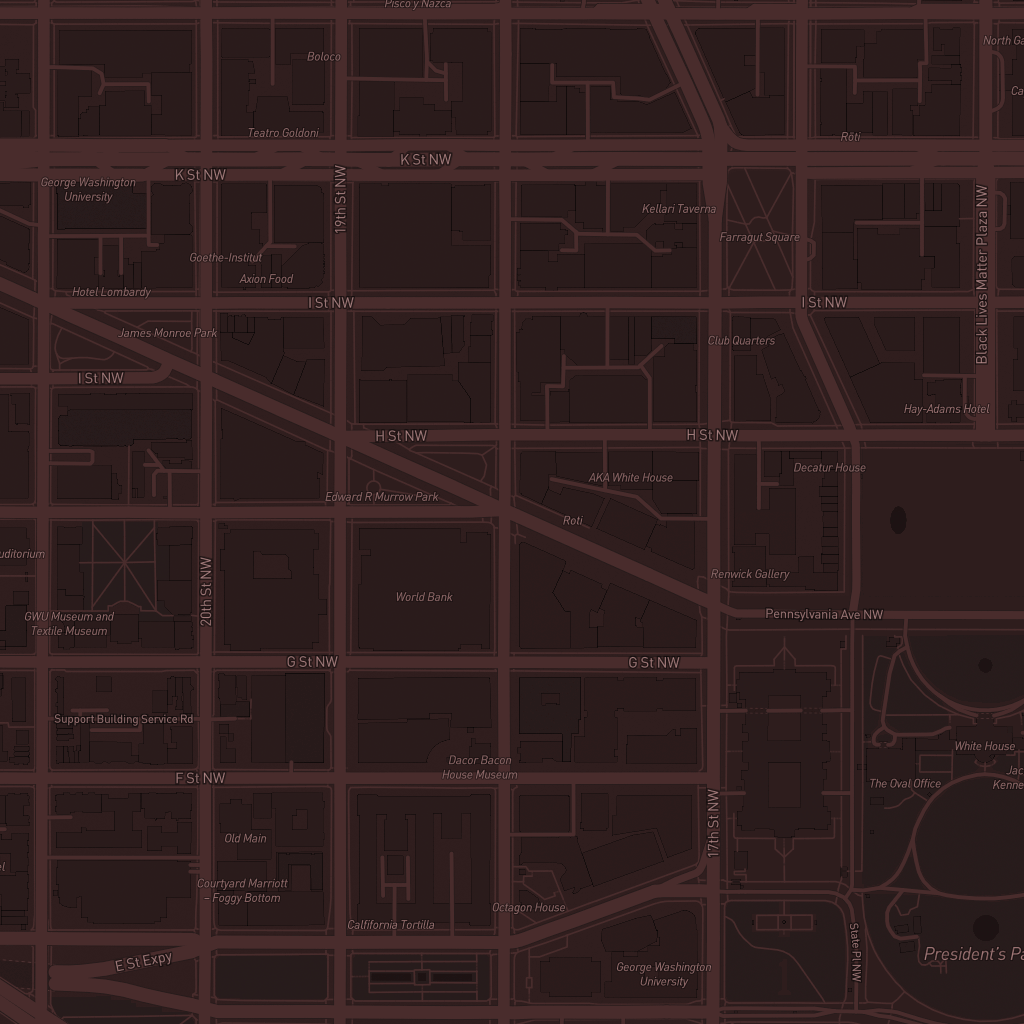 Pisco y Nazca
North Ga
Boloco
Ca
Teatro Goldoni
Rōti
K St NW
K St NW
George Washington
University
19th St NW
Kellari Taverna
Farragut Square
Black Lives Matter Plaza NW
Goethe-Institut
Axion Food
Hotel Lombardy
I St NW
I St NW
James Monroe Park
Club Quarters
I St NW
Hay-Adams Hotel
H St NW
H St NW
Decatur House
AKA White House
Edward R Murrow Park
Roti
uditorium
Renwick Gallery
20th St NW
World Bank
GWU Museum and
Textile Museum
Pennsylvania Ave NW
G St NW
G St NW
Support Building Service Rd
White House
Dacor Bacon
House Museum
F St NW
The Oval Office
Jac
Kenne
17th St NW
Old Main
el
Courtyard Marriott
– Foggy Bottom
Octagon House
Calfifornia Tortilla
State Pl NW
President's Pa
E St Expy
George Washington
University